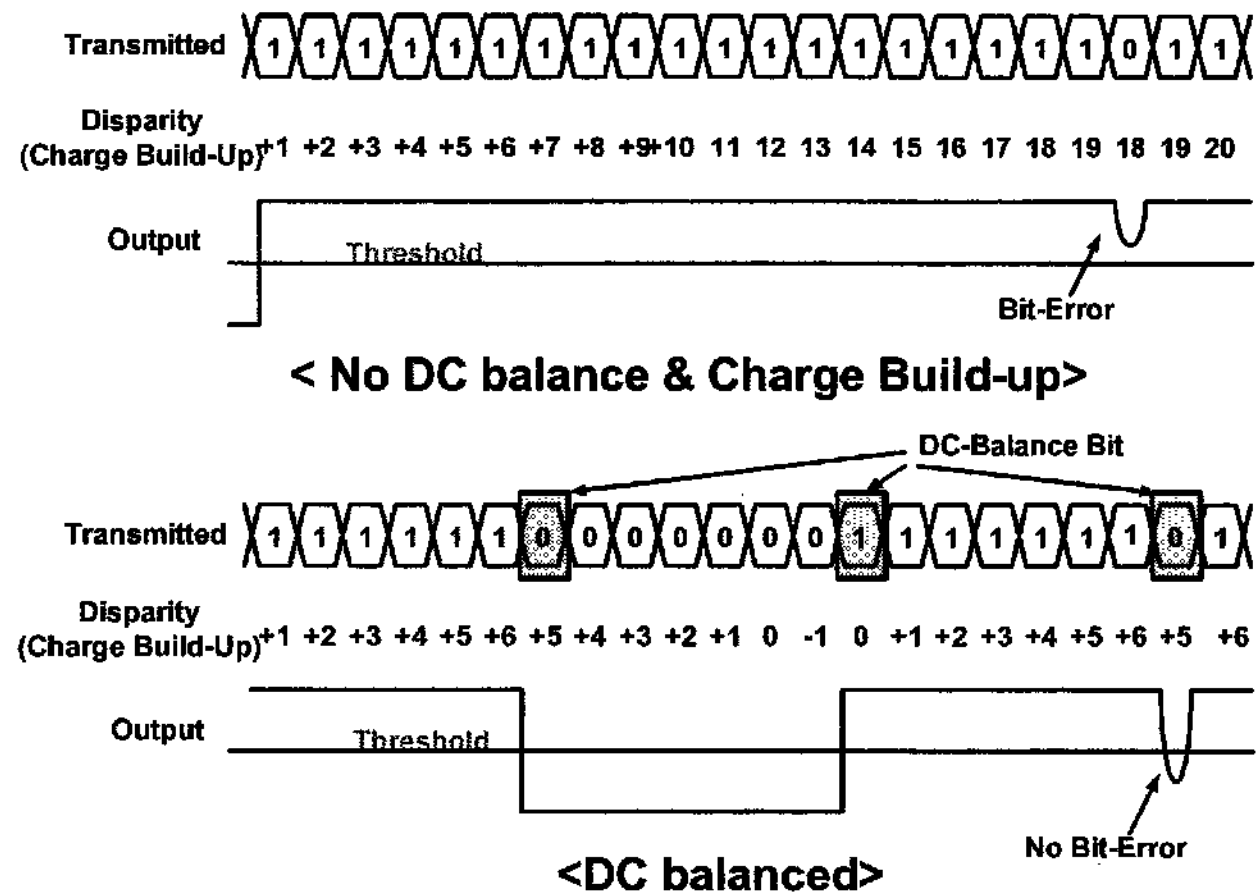 Transmitted 1 1 1 1 1 1 1 1 1 1 1 1 1 1 1 1 1 1 1 0 1 1
Disparity
(Charge Build-Up) +1 +2 +3 +4 +5 +6 +7 +8 +9 +10 11 12 13 14 15 16 17 18 19 18 19 20
Output
Threshold
Bit-Error
< No DC balance & Charge Build-up>
DC-Balance Bit
Transmitted 1 1 1 1 1 1 0 0 0 0 0 0 0 1 1 1 1 1 1 1 0 1
Disparity
(Charge Build-Up) +1 +2 +3 +4 +5 +6 +5 +4 +3 +2 +1 0 -1 0 +1 +2 +3 +4 +5 +6 +5 +6
Output
Threshold
No Bit-Error
<DC balanced>